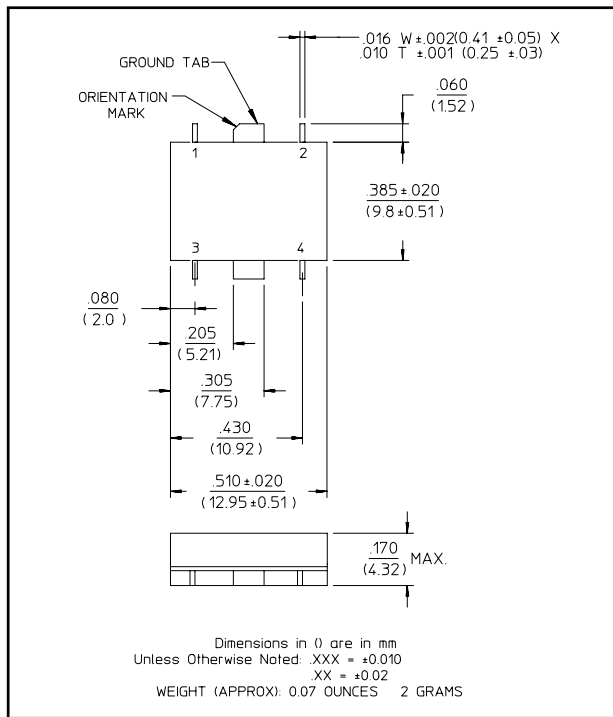 .016 W ±.002(0.41 ±0.05) X
.010 T ±.001 (0.25 ±.03)
GROUND TAB
ORIENTATION
MARK
.060
(1.52)
1
2
.385±.020
(9.8±0.51)
3
4
.080
( 2.0 )
.205
(5.21)
.305
(7.75)
.430
(10.92)
.510±.020
(12.95±0.51)
.170
(4.32)
MAX.
Dimensions in () are in mm
Unless Otherwise Noted: .XXX = ±0.010
.XX = ±0.02
WEIGHT (APPROX): 0.07 OUNCES 2 GRAMS